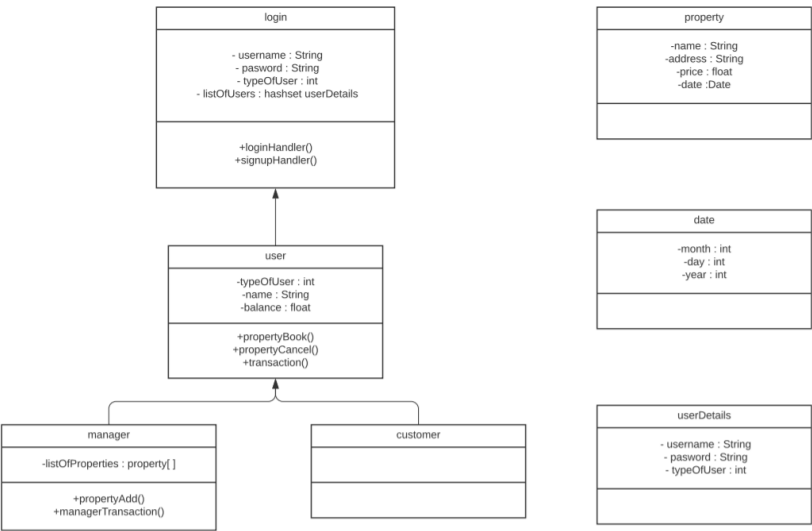 login
- username : String
- pasword : String
- typeOfUser : int
- listOfUsers : hashset userDetails
+loginHandler()
+signupHandler()
user
-typeOfUser : int
-name : String
-balance : float
+propertyBook()
+propertyCancel()
+transaction()
manager
-listOfProperties : property[ ]
+propertyAdd()
+managerTransaction()
customer
property
-name : String
-address : String
-price : float
-date :Date
date
-month : int
-day : int
-year : int
userDetails
- username : String
- pasword : String
- typeOfUser : int